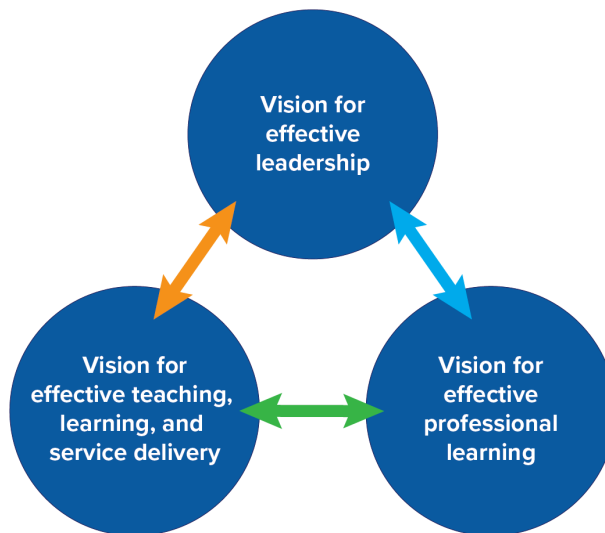 Vision for
effective
leadership
Vision for
effective teaching,
learning, and
service delivery
Vision for
effective
professional
learning